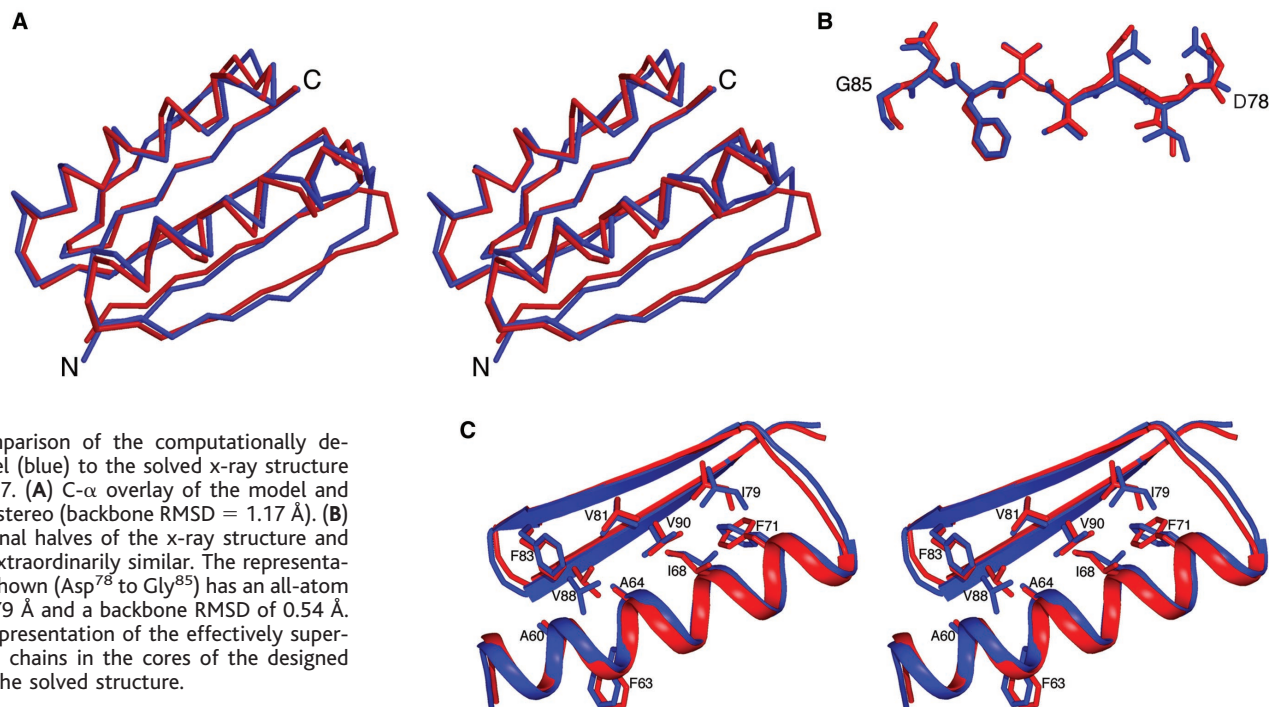 A
B
C
G85
D78
C
N
N
mparison of the computationally de-
el (blue) to the solved x-ray structure
7. (A) C-α overlay of the model and
stereo (backbone RMSD = 1.17 Å). (B)
nal halves of the x-ray structure and
xtraordinarily similar. The representa-
hown (Asp78 to Gly85) has an all-atom
79 Å and a backbone RMSD of 0.54 Å.
presentation of the effectively super-
chains in the cores of the designed
he solved structure.
C
I79
I79
V81
V90
F71
V81
V90
F71
F83
F83
I68
I68
V88
A64
V88
A64
A60
A60
F63
F63